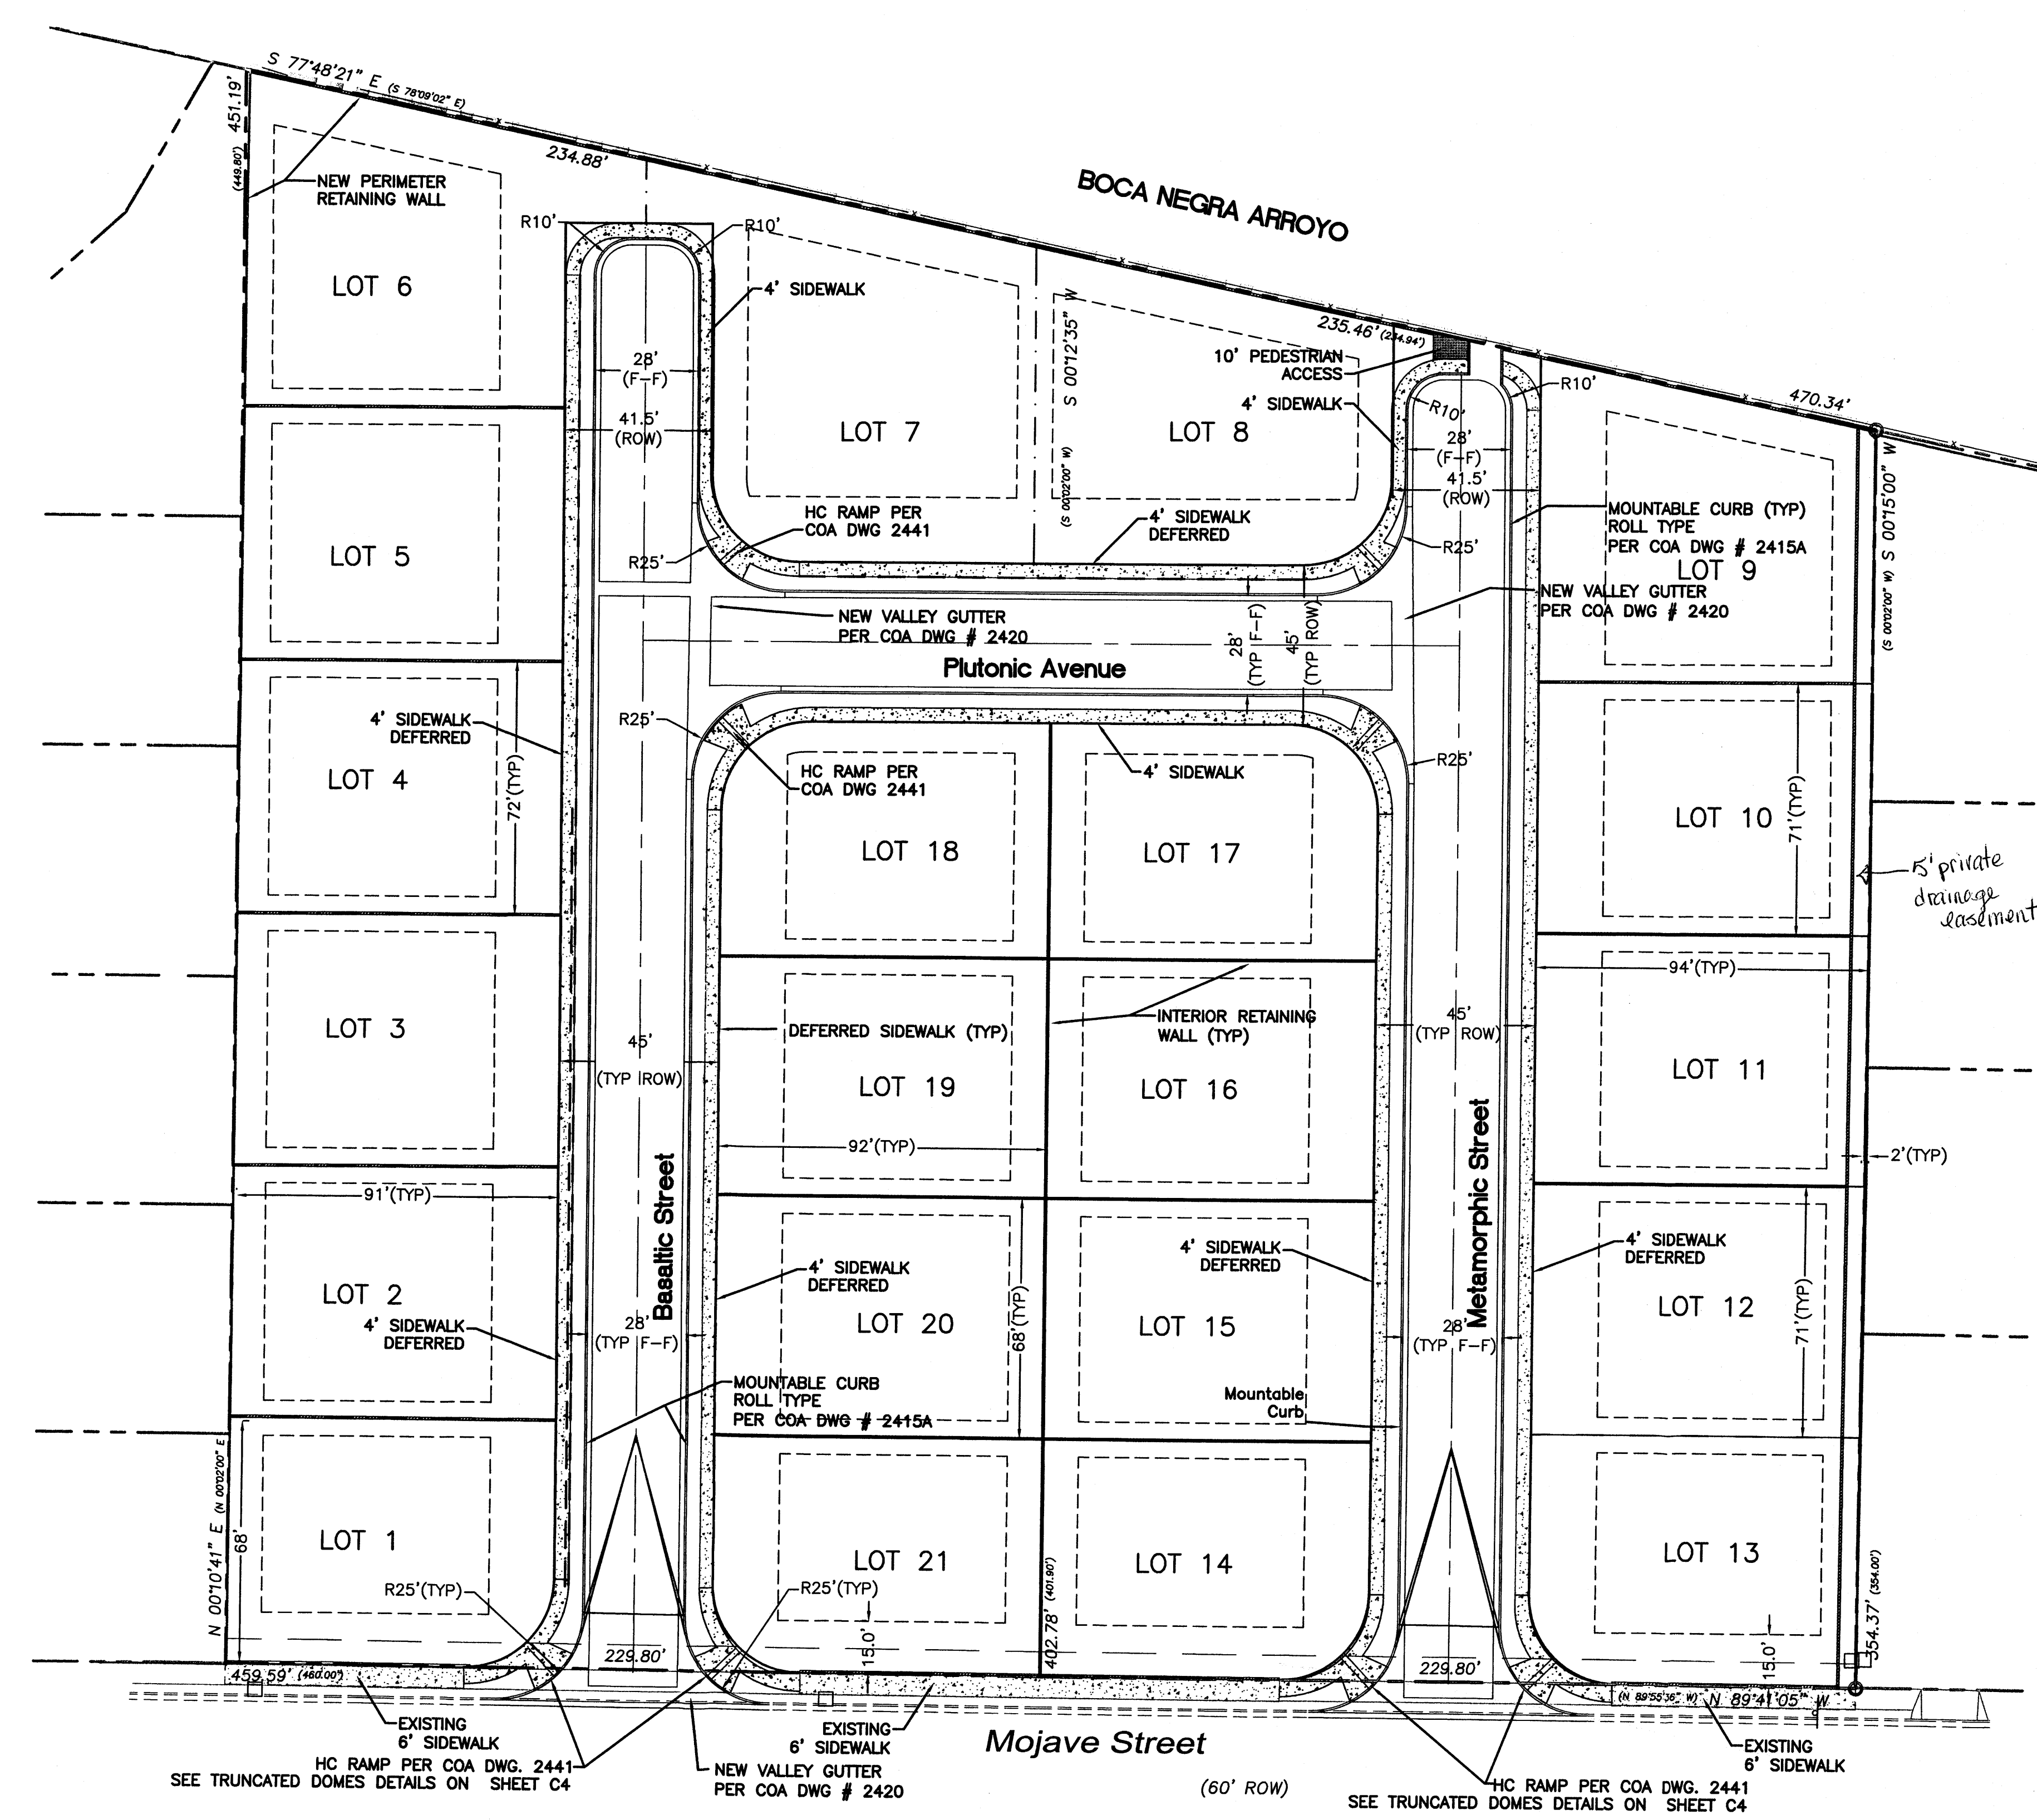 S 77°48'21" E (S 78°09'02" E)
451.19'
(449.80')
234.88'
NEW PERIMETER
RETAINING WALL
BOCA NEGRA ARROYO
R10'
R10'
LOT 6
4' SIDEWALK
S 00°12'35" W
(S 00°02'00" W)
235.46' (234.94')
10' PEDESTRIAN
ACCESS
4' SIDEWALK
R10'
R10'
470.34'
28'
(F-F)
41.5'
(ROW)
LOT 7
LOT 8
28'
(F-F)
41.5'
(ROW)
S 00°15'00" W
(S 00°02'00" W)
HC RAMP PER
COA DWG 2441
4' SIDEWALK
DEFERRED
MOUNTABLE CURB (TYP)
ROLL TYPE
PER COA DWG # 2415A
LOT 5
R25'
R25'
LOT 9
NEW VALLEY GUTTER
PER COA DWG # 2420
NEW VALLEY GUTTER
PER COA DWG # 2420
28'
(TYP F-F)
45'
(TYP ROW)
Plutonic Avenue
4' SIDEWALK
DEFERRED
R25'
R25'
LOT 4
72'(TYP)
HC RAMP PER
COA DWG 2441
4' SIDEWALK
LOT 10
71'(TYP)
LOT 18
LOT 17
5' private
drainage
easement
94'(TYP)
LOT 3
45'
(TYP ROW)
DEFERRED SIDEWALK (TYP)
INTERIOR RETAINING
WALL (TYP)
45'
(TYP ROW)
LOT 19
LOT 16
LOT 11
92'(TYP)
2'(TYP)
91'(TYP)
Basaltic Street
Metamorphic Street
4' SIDEWALK
DEFERRED
4' SIDEWALK
DEFERRED
4' SIDEWALK
DEFERRED
LOT 2
4' SIDEWALK
DEFERRED
28'
(TYP F-F)
LOT 20
68'(TYP)
LOT 15
28'
(TYP F-F)
LOT 12
71'(TYP)
MOUNTABLE CURB
ROLL TYPE
PER COA DWG # 2415A
Mountable
Curb
N 00°10'41" E (N 00°02'00" E)
68'
LOT 1
LOT 21
LOT 14
LOT 13
R25'(TYP)
R25'(TYP)
15.0'
402.78' (401.90')
15.0'
354.37' (354.00')
459.59' (460.00')
229.80'
229.80'
(N 89°55'36" W) N 89°41'05" W
EXISTING
6' SIDEWALK
EXISTING
6' SIDEWALK
Mojave Street
(60' ROW)
EXISTING
6' SIDEWALK
HC RAMP PER COA DWG. 2441
SEE TRUNCATED DOMES DETAILS ON SHEET C4
NEW VALLEY GUTTER
PER COA DWG # 2420
HC RAMP PER COA DWG. 2441
SEE TRUNCATED DOMES DETAILS ON SHEET C4